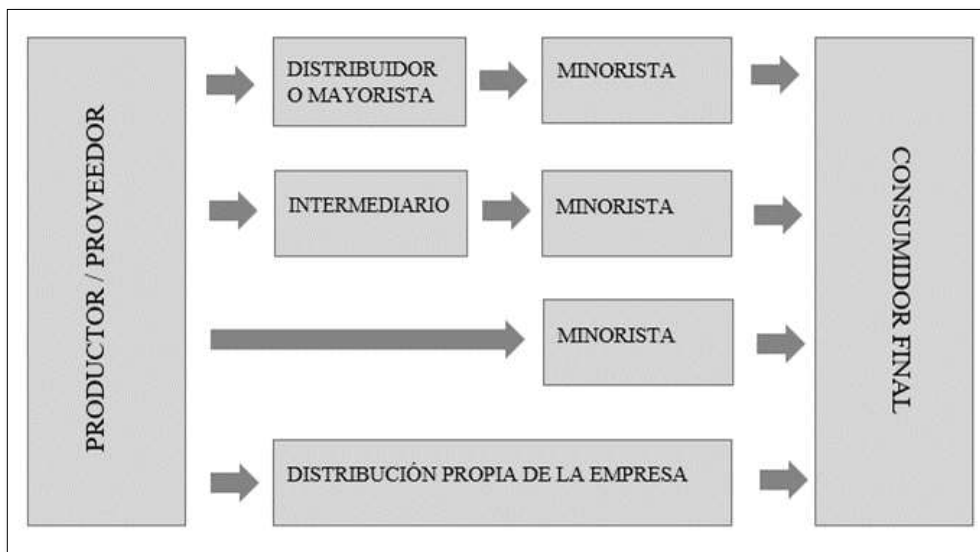 PRODUCTOR / PROVEEDOR
DISTRIBUIDOR
O MAYORISTA
MINORISTA
INTERMEDIARIO
MINORISTA
MINORISTA
DISTRIBUCIÓN PROPIA DE LA EMPRESA
CONSUMIDOR FINAL